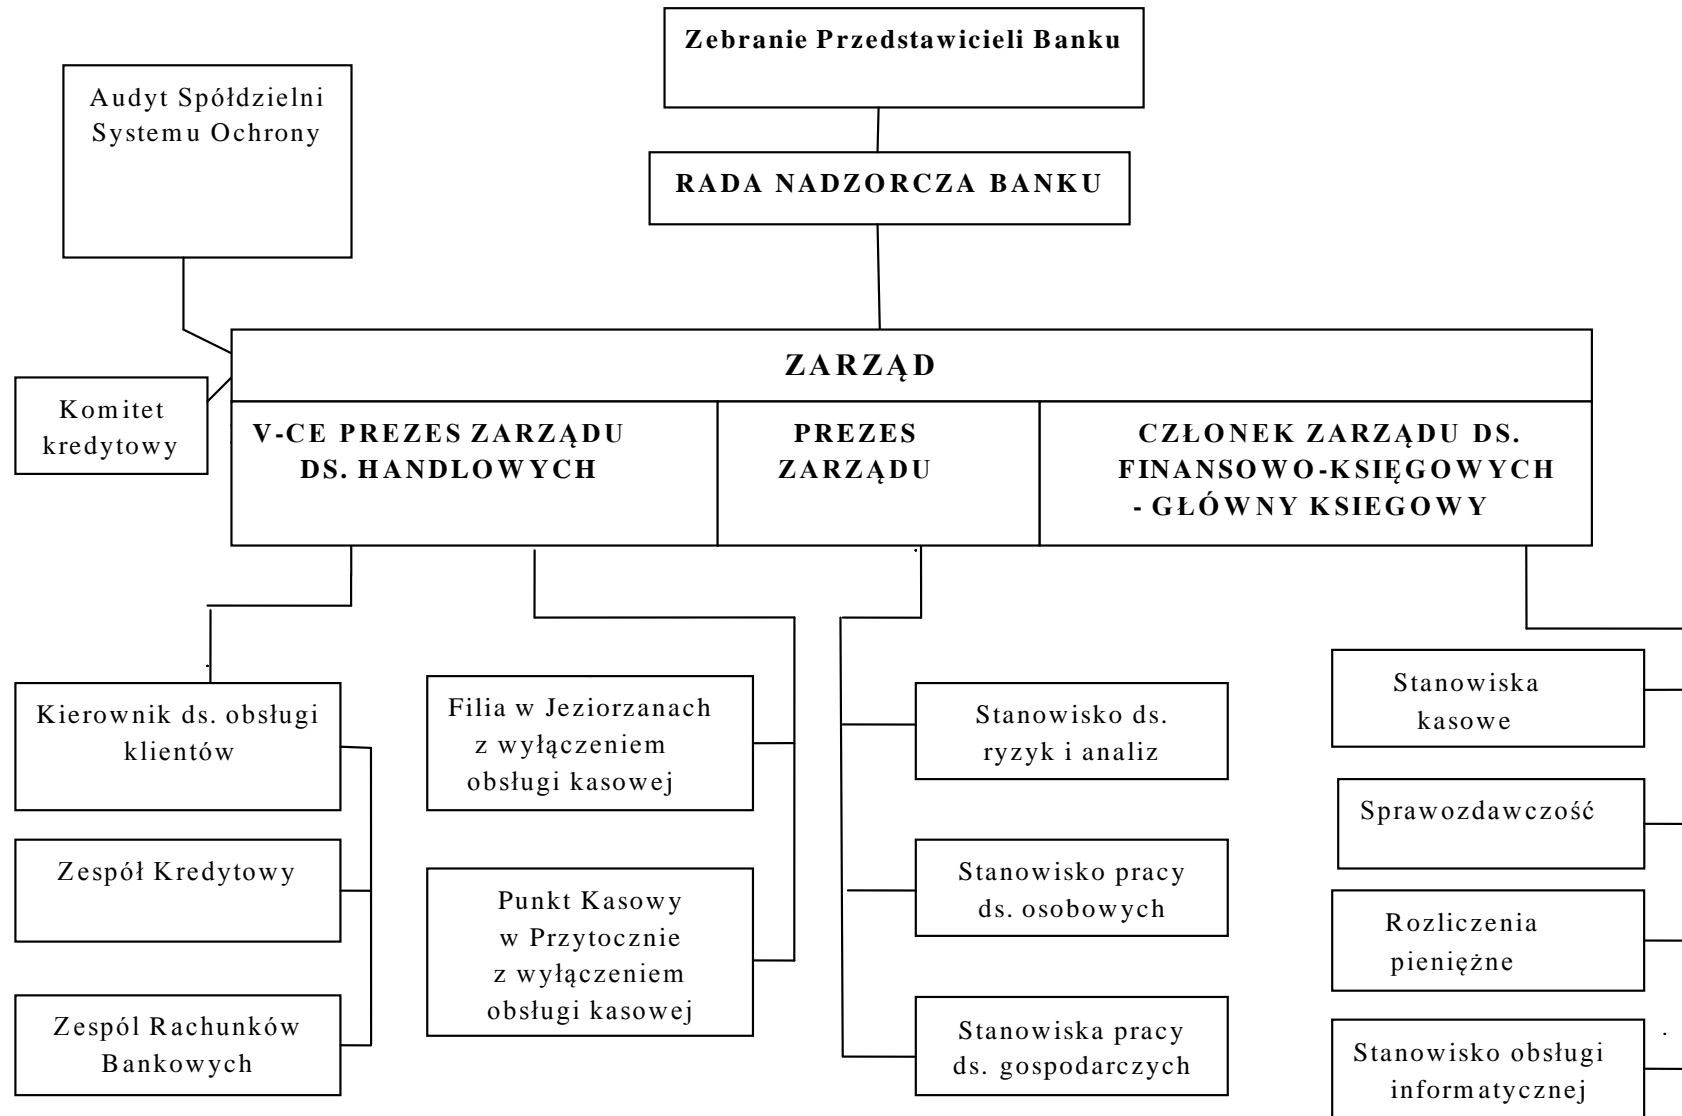 Zebranie Przedstawicieli Banku
Audyt Spółdzielni
Systemu Ochrony
RADA NADZORCZA BANKU
ZARZĄD
Komitet
kredytowy
V-CE PREZES ZARZĄDU
DS. HANDLOWYCH
PREZES
ZARZĄDU
CZŁONEK ZARZĄDU DS.
FINANSOWO-KSIĘGOWYCH
- GŁÓWNY KSIEGOWY
Kierownik ds. obsługi
klientów
Zespół Kredytowy
Zespól Rachunków
Bankowych
Filia w Jeziorzanach
z wyłączeniem
obsługi kasowej
Punkt Kasowy
w Przytocznie
z wyłączeniem
obsługi kasowej
Stanowisko ds.
ryzyk i analiz
Stanowisko pracy
ds. osobowych
Stanowiska pracy
ds. gospodarczych
Stanowiska
kasowe
Sprawozdawczość
Rozliczenia
pieniężne
Stanowisko obsługi
informatycznej